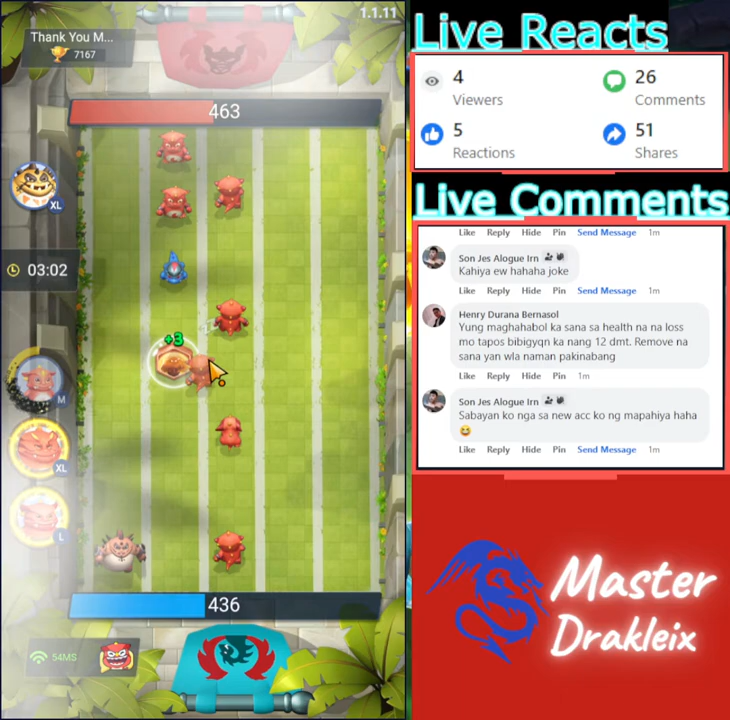 1.1.11
Thank You M...
7167
463
XL
03:02
+3
M
XL
L
436
54MS
Live Reacts
4
Viewers
26
Comments
5
Reactions
51
Shares
Live Comments
Like Reply Hide Pin Send Message 1m
Son Jes Alogue Irn
Kahiya ew hahaha joke
Like Reply Hide Pin Send Message 1m
Henry Durana Bernasol
Yung maghahabol ka sana sa health na na loss
mo tapos bibigyqn ka nang 12 dmt. Remove na
sana yan wla naman pakinabang
Like Reply Hide Pin 1m
Son Jes Alogue Irn
Sabayan ko nga sa new acc ko ng mapahiya haha
😆
Like Reply Hide Pin Send Message 1m
Master
Drakleix